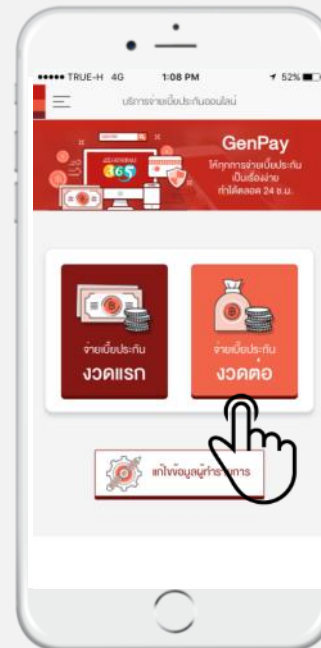 TRUE-H 4G 1:08 PM 52%
บริการจ่ายเบี้ยประกันออนไลน์
GenPay
ให้ทุกการจ่ายเบี้ยประกัน
เป็นเรื่องง่าย
ทำได้ตลอด 24 ช.ม.
365
จ่ายเบี้ยประกัน
งวดแรก
จ่ายเบี้ยประกัน
งวดต่อ
แก้ไขข้อมูลผู้ทำรายการ